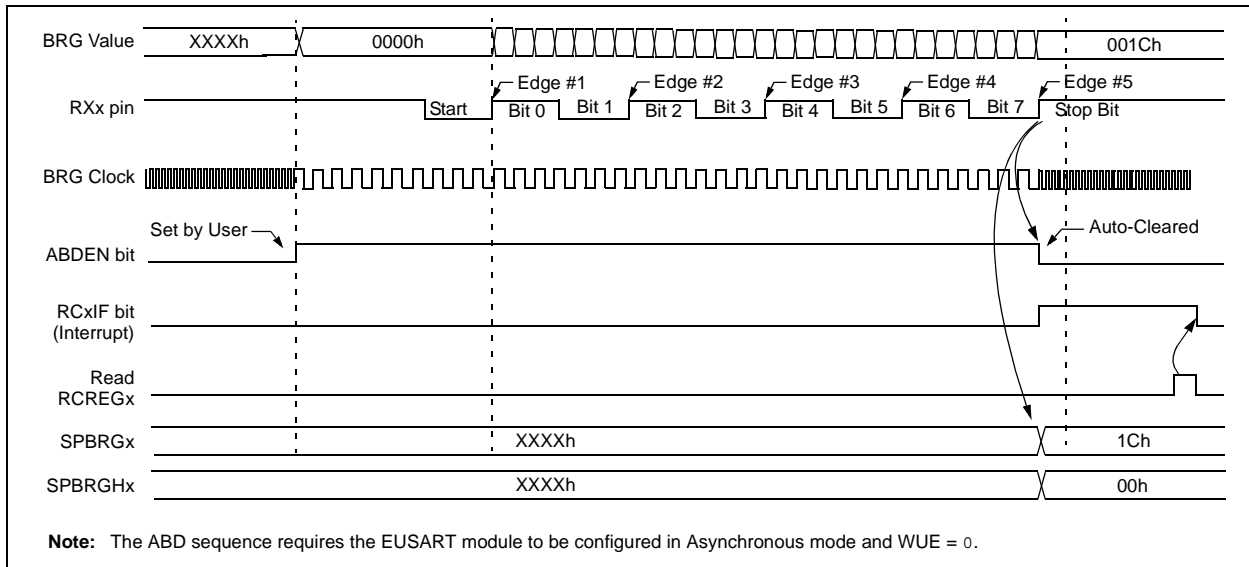 BRG Value XXXXh 0000h 001Ch
Edge #1 Edge #2 Edge #3 Edge #4 Edge #5
RXx pin Start Bit 0 Bit 1 Bit 2 Bit 3 Bit 4 Bit 5 Bit 6 Bit 7 Stop Bit
BRG Clock
Set by User Auto-Cleared
ABDEN bit
RCxIF bit
(Interrupt)
Read
RCREGx
SPBRGx XXXXh 1Ch
SPBRGHx XXXXh 00h
Note: The ABD sequence requires the EUSART module to be configured in Asynchronous mode and WUE = 0.